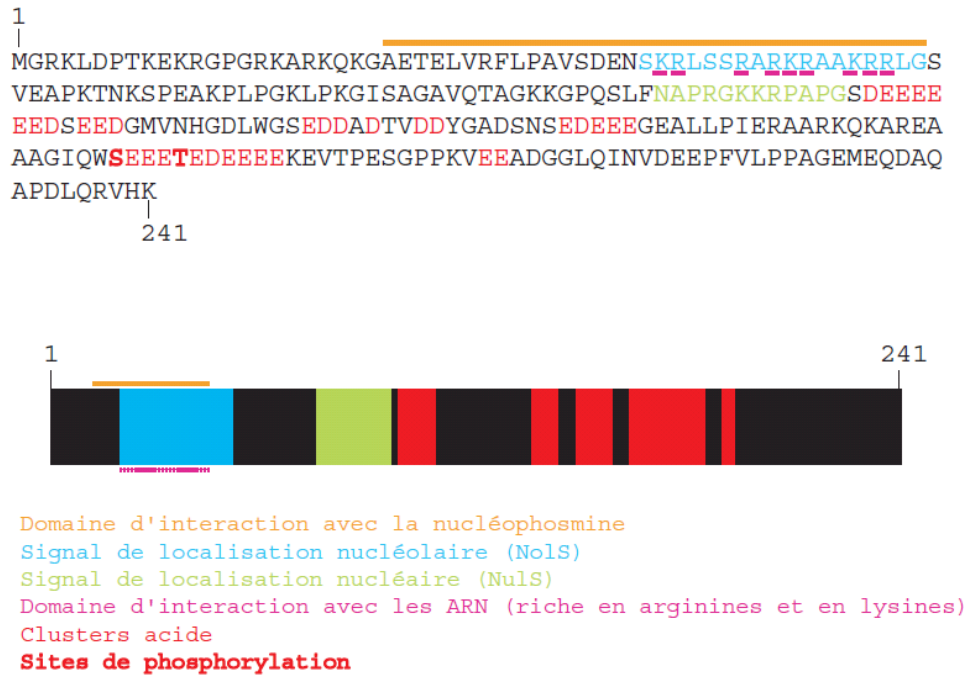 1
MGRKLDPTKEKRGPGRKARKQKGAETELVRFLPAVSDENSKRLSSRARKRAAKRRLGS
VEAPKTNKSPEAKPLPGKLPKGISAGAVQTAGKKGPQSLFNAPRGKKRPAPGSDEEEE
EEDSEEDGMVNHGDLWGSEDDADTVDDYGADSNSEDEEEGEALLPIERAARKQKAREA
AAGIQWSEEETEDEEEEKEVTPESGPPKVEEADGGLQINVDEEPFVLPPAGEMEQDAQ
APDLQRVHK
241
1 241
Domaine d'interaction avec la nucléophosmine
Signal de localisation nucléolaire (NolS)
Signal de localisation nucléaire (NulS)
Domaine d'interaction avec les ARN (riche en arginines et en lysines)
Clusters acide
Sites de phosphorylation